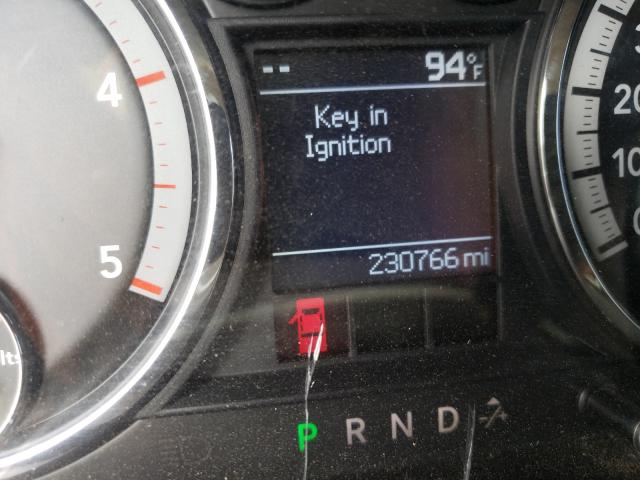 -- 94°F
Key in
Ignition
230766 mi
4
5
20
10
P R N D